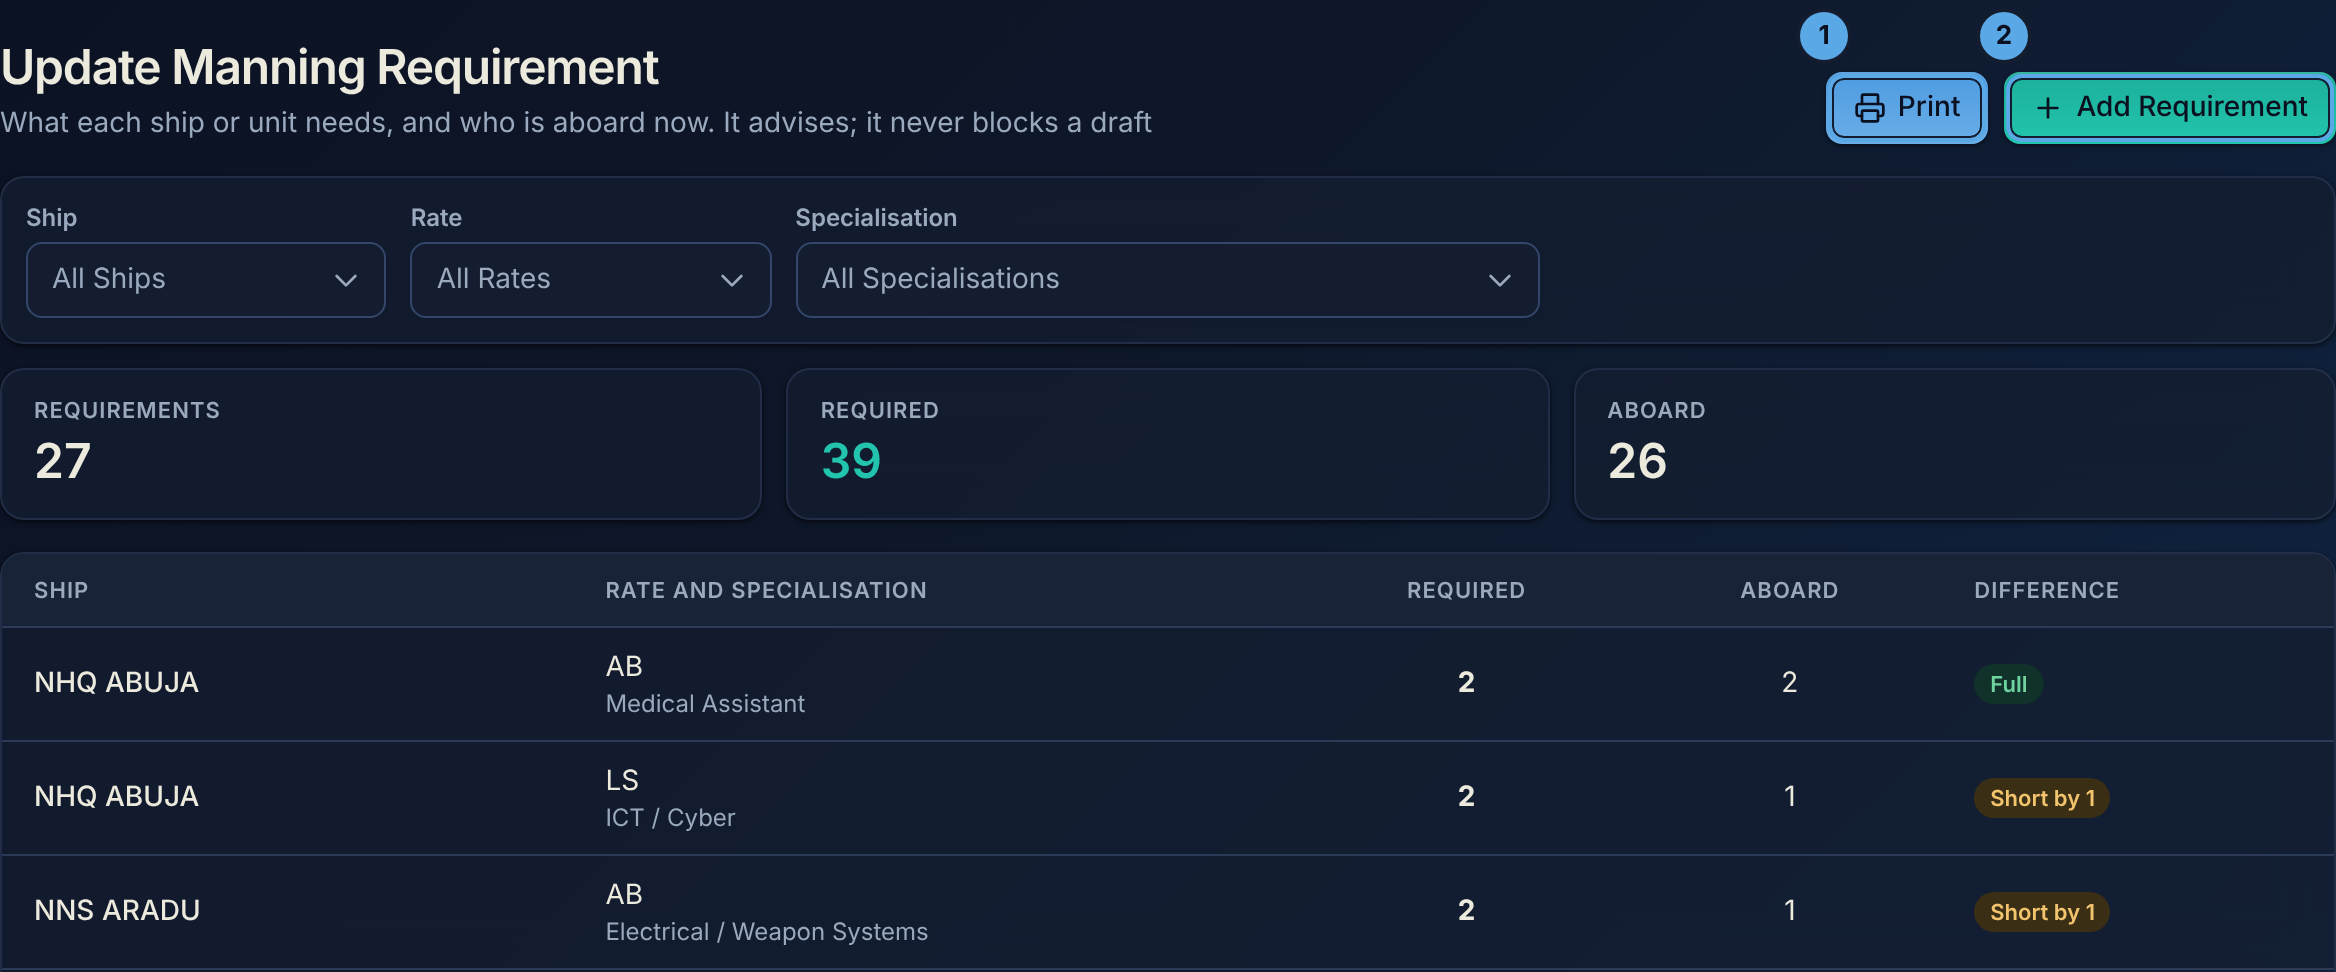 1
2
Update Manning Requirement
What each ship or unit needs, and who is aboard now. It advises; it never blocks a draft
Print
+ Add Requirement
Ship
Rate
Specialisation
All Ships
All Rates
All Specialisations
REQUIREMENTS
27
REQUIRED
39
ABOARD
26
SHIP
RATE AND SPECIALISATION
REQUIRED
ABOARD
DIFFERENCE
NHQ ABUJA
AB
Medical Assistant
2
2
Full
NHQ ABUJA
LS
ICT / Cyber
2
1
Short by 1
NNS ARADU
AB
Electrical / Weapon Systems
2
1
Short by 1